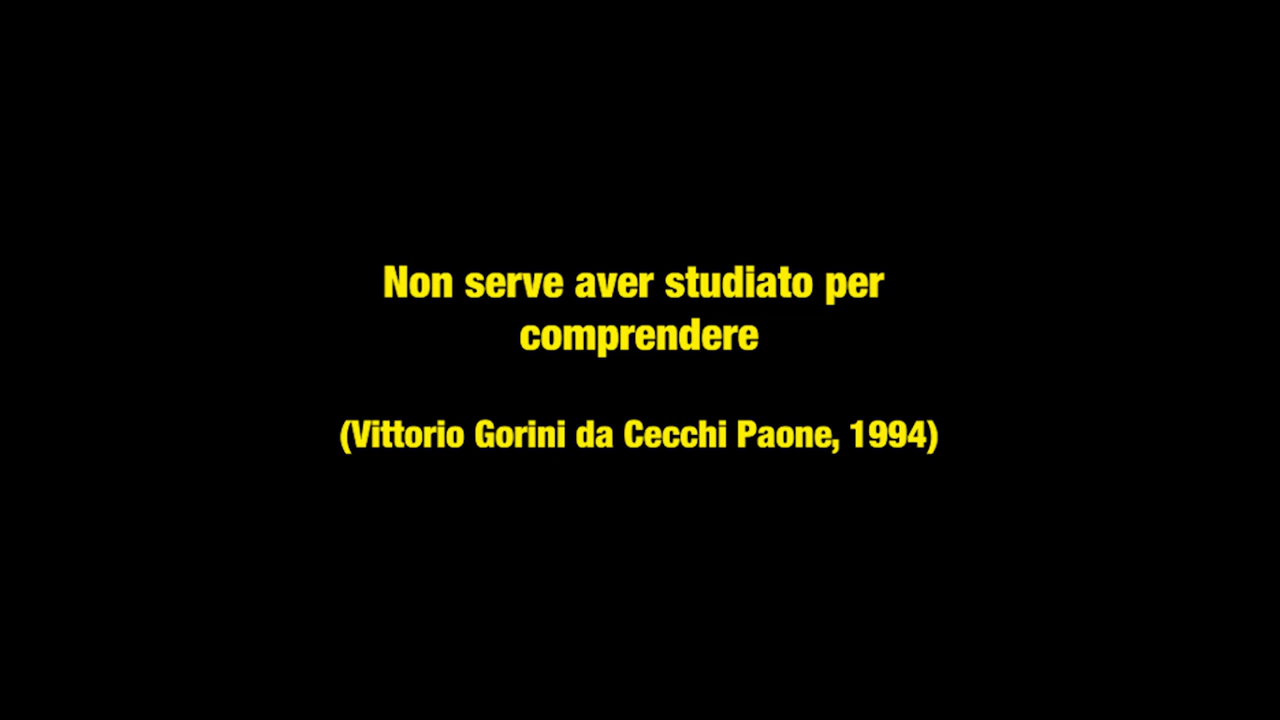 Non serve aver studiato per
comprendere
(Vittorio Gorini da Cecchi Paone, 1994)